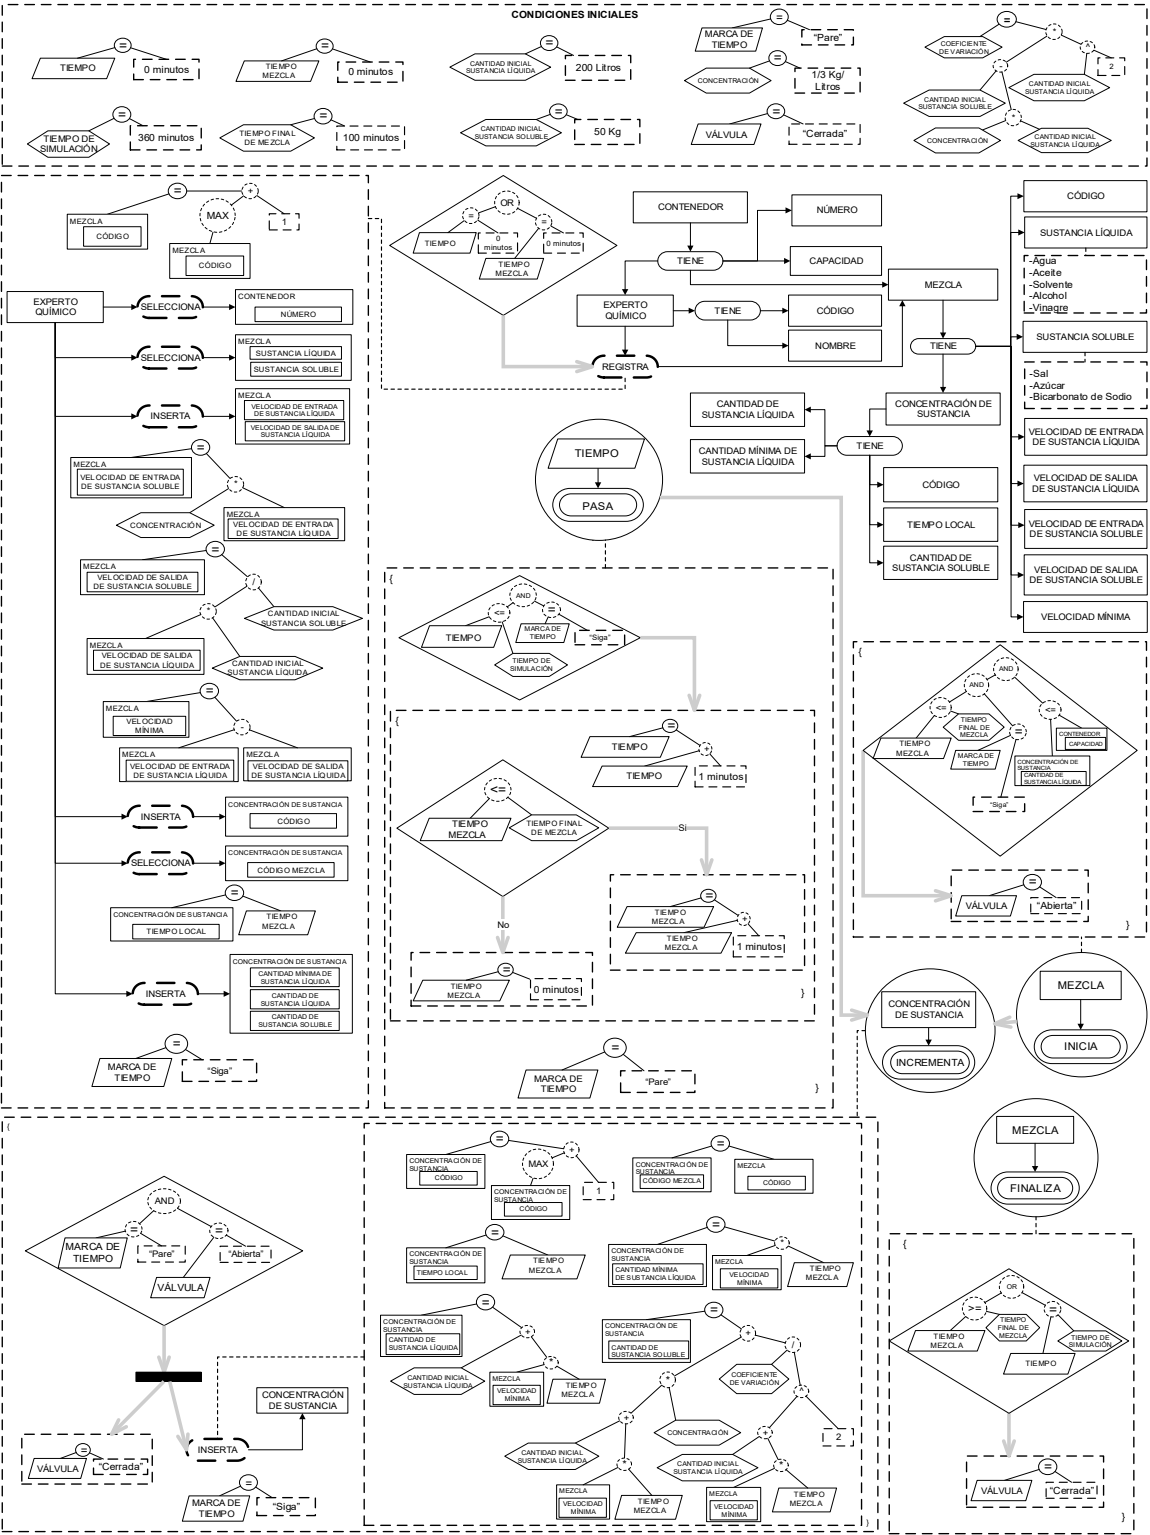 CONDICIONES INICIALES
=
TIEMPO
0 minutos
=
TIEMPO
MEZCLA
0 minutos
=
CANTIDAD INICIAL
SUSTANCIA LÍQUIDA
200 Litros
=
MARCA DE
TIEMPO
“Pare”
=
CONCENTRACIÓN
1/3 Kg/
Litros
=
COEFICIENTE
DE VARIACIÓN
*
^
2
-
CANTIDAD INICIAL
SUSTANCIA LÍQUIDA
CANTIDAD INICIAL
SUSTANCIA SOLUBLE
*
CONCENTRACIÓN
CANTIDAD INICIAL
SUSTANCIA LÍQUIDA
=
TIEMPO DE
SIMULACIÓN
360 minutos
=
TIEMPO FINAL
DE MEZCLA
100 minutos
=
CANTIDAD INICIAL
SUSTANCIA SOLUBLE
50 Kg
=
VÁLVULA
“Cerrada”
=
+
MAX
1
MEZCLA
CÓDIGO
MEZCLA
CÓDIGO
EXPERTO
QUÍMICO
SELECCIONA
CONTENEDOR
NÚMERO
SELECCIONA
MEZCLA
SUSTANCIA LÍQUIDA
SUSTANCIA SOLUBLE
INSERTA
MEZCLA
VELOCIDAD DE ENTRADA
DE SUSTANCIA LÍQUIDA
VELOCIDAD DE SALIDA DE
SUSTANCIA LÍQUIDA
=
MEZCLA
VELOCIDAD DE ENTRADA
DE SUSTANCIA SOLUBLE
*
CONCENTRACIÓN
MEZCLA
VELOCIDAD DE ENTRADA
DE SUSTANCIA LÍQUIDA
=
MEZCLA
VELOCIDAD DE SALIDA
DE SUSTANCIA SOLUBLE
/
*
CANTIDAD INICIAL
SUSTANCIA SOLUBLE
MEZCLA
VELOCIDAD DE SALIDA
DE SUSTANCIA LÍQUIDA
CANTIDAD INICIAL
SUSTANCIA LÍQUIDA
=
MEZCLA
VELOCIDAD
MÍNIMA
-
MEZCLA
VELOCIDAD DE ENTRADA
DE SUSTANCIA LÍQUIDA
MEZCLA
VELOCIDAD DE SALIDA
DE SUSTANCIA LÍQUIDA
INSERTA
CONCENTRACIÓN DE SUSTANCIA
CÓDIGO
SELECCIONA
CONCENTRACIÓN DE SUSTANCIA
CÓDIGO MEZCLA
=
CONCENTRACIÓN DE SUSTANCIA
TIEMPO LOCAL
TIEMPO
MEZCLA
INSERTA
CONCENTRACIÓN DE SUSTANCIA
CANTIDAD MÍNIMA DE
SUSTANCIA LÍQUIDA
CANTIDAD DE
SUSTANCIA LÍQUIDA
CANTIDAD DE
SUSTANCIA SOLUBLE
=
MARCA DE
TIEMPO
“Siga”
OR
=
=
TIEMPO
0
minutos
0 minutos
TIEMPO
MEZCLA
CONTENEDOR
TIENE
NÚMERO
CAPACIDAD
MEZCLA
EXPERTO
QUÍMICO
TIENE
CÓDIGO
NOMBRE
REGISTRA
TIENE
CÓDIGO
SUSTANCIA LÍQUIDA
-Agua
-Aceite
-Solvente
-Alcohol
-Vinagre
SUSTANCIA SOLUBLE
-Sal
-Azúcar
-Bicarbonato de Sodio
VELOCIDAD DE ENTRADA
DE SUSTANCIA LÍQUIDA
VELOCIDAD DE SALIDA
DE SUSTANCIA LÍQUIDA
VELOCIDAD DE ENTRADA
DE SUSTANCIA SOLUBLE
VELOCIDAD DE SALIDA
DE SUSTANCIA SOLUBLE
VELOCIDAD MÍNIMA
CONCENTRACIÓN DE
SUSTANCIA
CANTIDAD DE
SUSTANCIA LÍQUIDA
CANTIDAD MÍNIMA DE
SUSTANCIA LÍQUIDA
TIENE
CÓDIGO
TIEMPO LOCAL
CANTIDAD DE
SUSTANCIA SOLUBLE
TIEMPO
PASA
{
AND
<=
=
TIEMPO
MARCA DE
TIEMPO
“Siga”
TIEMPO DE
SIMULACIÓN
{
=
TIEMPO
+
TIEMPO
1 minutos
<=
TIEMPO
MEZCLA
TIEMPO FINAL
DE MEZCLA
Si
=
TIEMPO
MEZCLA
+
TIEMPO
MEZCLA
1 minutos
No
=
TIEMPO
MEZCLA
0 minutos
}
=
MARCA DE
TIEMPO
“Pare”
}
{
AND
AND
<=
<=
=
TIEMPO
MEZCLA
TIEMPO
FINAL DE
MEZCLA
MARCA DE
TIEMPO
“Siga”
CONTENEDOR
CAPACIDAD
CONCENTRACIÓN DE
SUSTANCIA
CANTIDAD DE
SUSTANCIA LÍQUIDA
=
VÁLVULA
“Abierta”
}
CONCENTRACIÓN
DE SUSTANCIA
INCREMENTA
MEZCLA
INICIA
MEZCLA
FINALIZA
{
AND
=
=
MARCA DE
TIEMPO
“Pare”
“Abierta”
VÁLVULA
CONCENTRACIÓN
DE SUSTANCIA
INSERTA
=
VÁLVULA
“Cerrada”
=
MARCA DE
TIEMPO
“Siga”
=
CONCENTRACIÓN DE
SUSTANCIA
CÓDIGO
+
MAX
1
CONCENTRACIÓN DE
SUSTANCIA
CÓDIGO
=
CONCENTRACIÓN DE
SUSTANCIA
CÓDIGO MEZCLA
MEZCLA
CÓDIGO
=
CONCENTRACIÓN DE
SUSTANCIA
TIEMPO LOCAL
TIEMPO
MEZCLA
=
CONCENTRACIÓN DE
SUSTANCIA
CANTIDAD MÍNIMA
DE SUSTANCIA LÍQUIDA
*
MEZCLA
VELOCIDAD
MÍNIMA
TIEMPO
MEZCLA
=
CONCENTRACIÓN DE
SUSTANCIA
CANTIDAD DE
SUSTANCIA LÍQUIDA
+
CANTIDAD INICIAL
SUSTANCIA LÍQUIDA
*
MEZCLA
VELOCIDAD
MÍNIMA
TIEMPO
MEZCLA
=
CONCENTRACIÓN DE
SUSTANCIA
CANTIDAD DE
SUSTANCIA SOLUBLE
+
/
COEFICIENTE
DE VARIACIÓN
*
^
+
CONCENTRACIÓN
+
2
CANTIDAD INICIAL
SUSTANCIA LÍQUIDA
*
CANTIDAD INICIAL
SUSTANCIA LÍQUIDA
*
MEZCLA
VELOCIDAD
MÍNIMA
TIEMPO
MEZCLA
MEZCLA
VELOCIDAD
MÍNIMA
TIEMPO
MEZCLA
}
{
OR
>=
=
TIEMPO
MEZCLA
TIEMPO
FINAL DE
MEZCLA
TIEMPO DE
SIMULACIÓN
TIEMPO
=
VÁLVULA
“Cerrada”
}